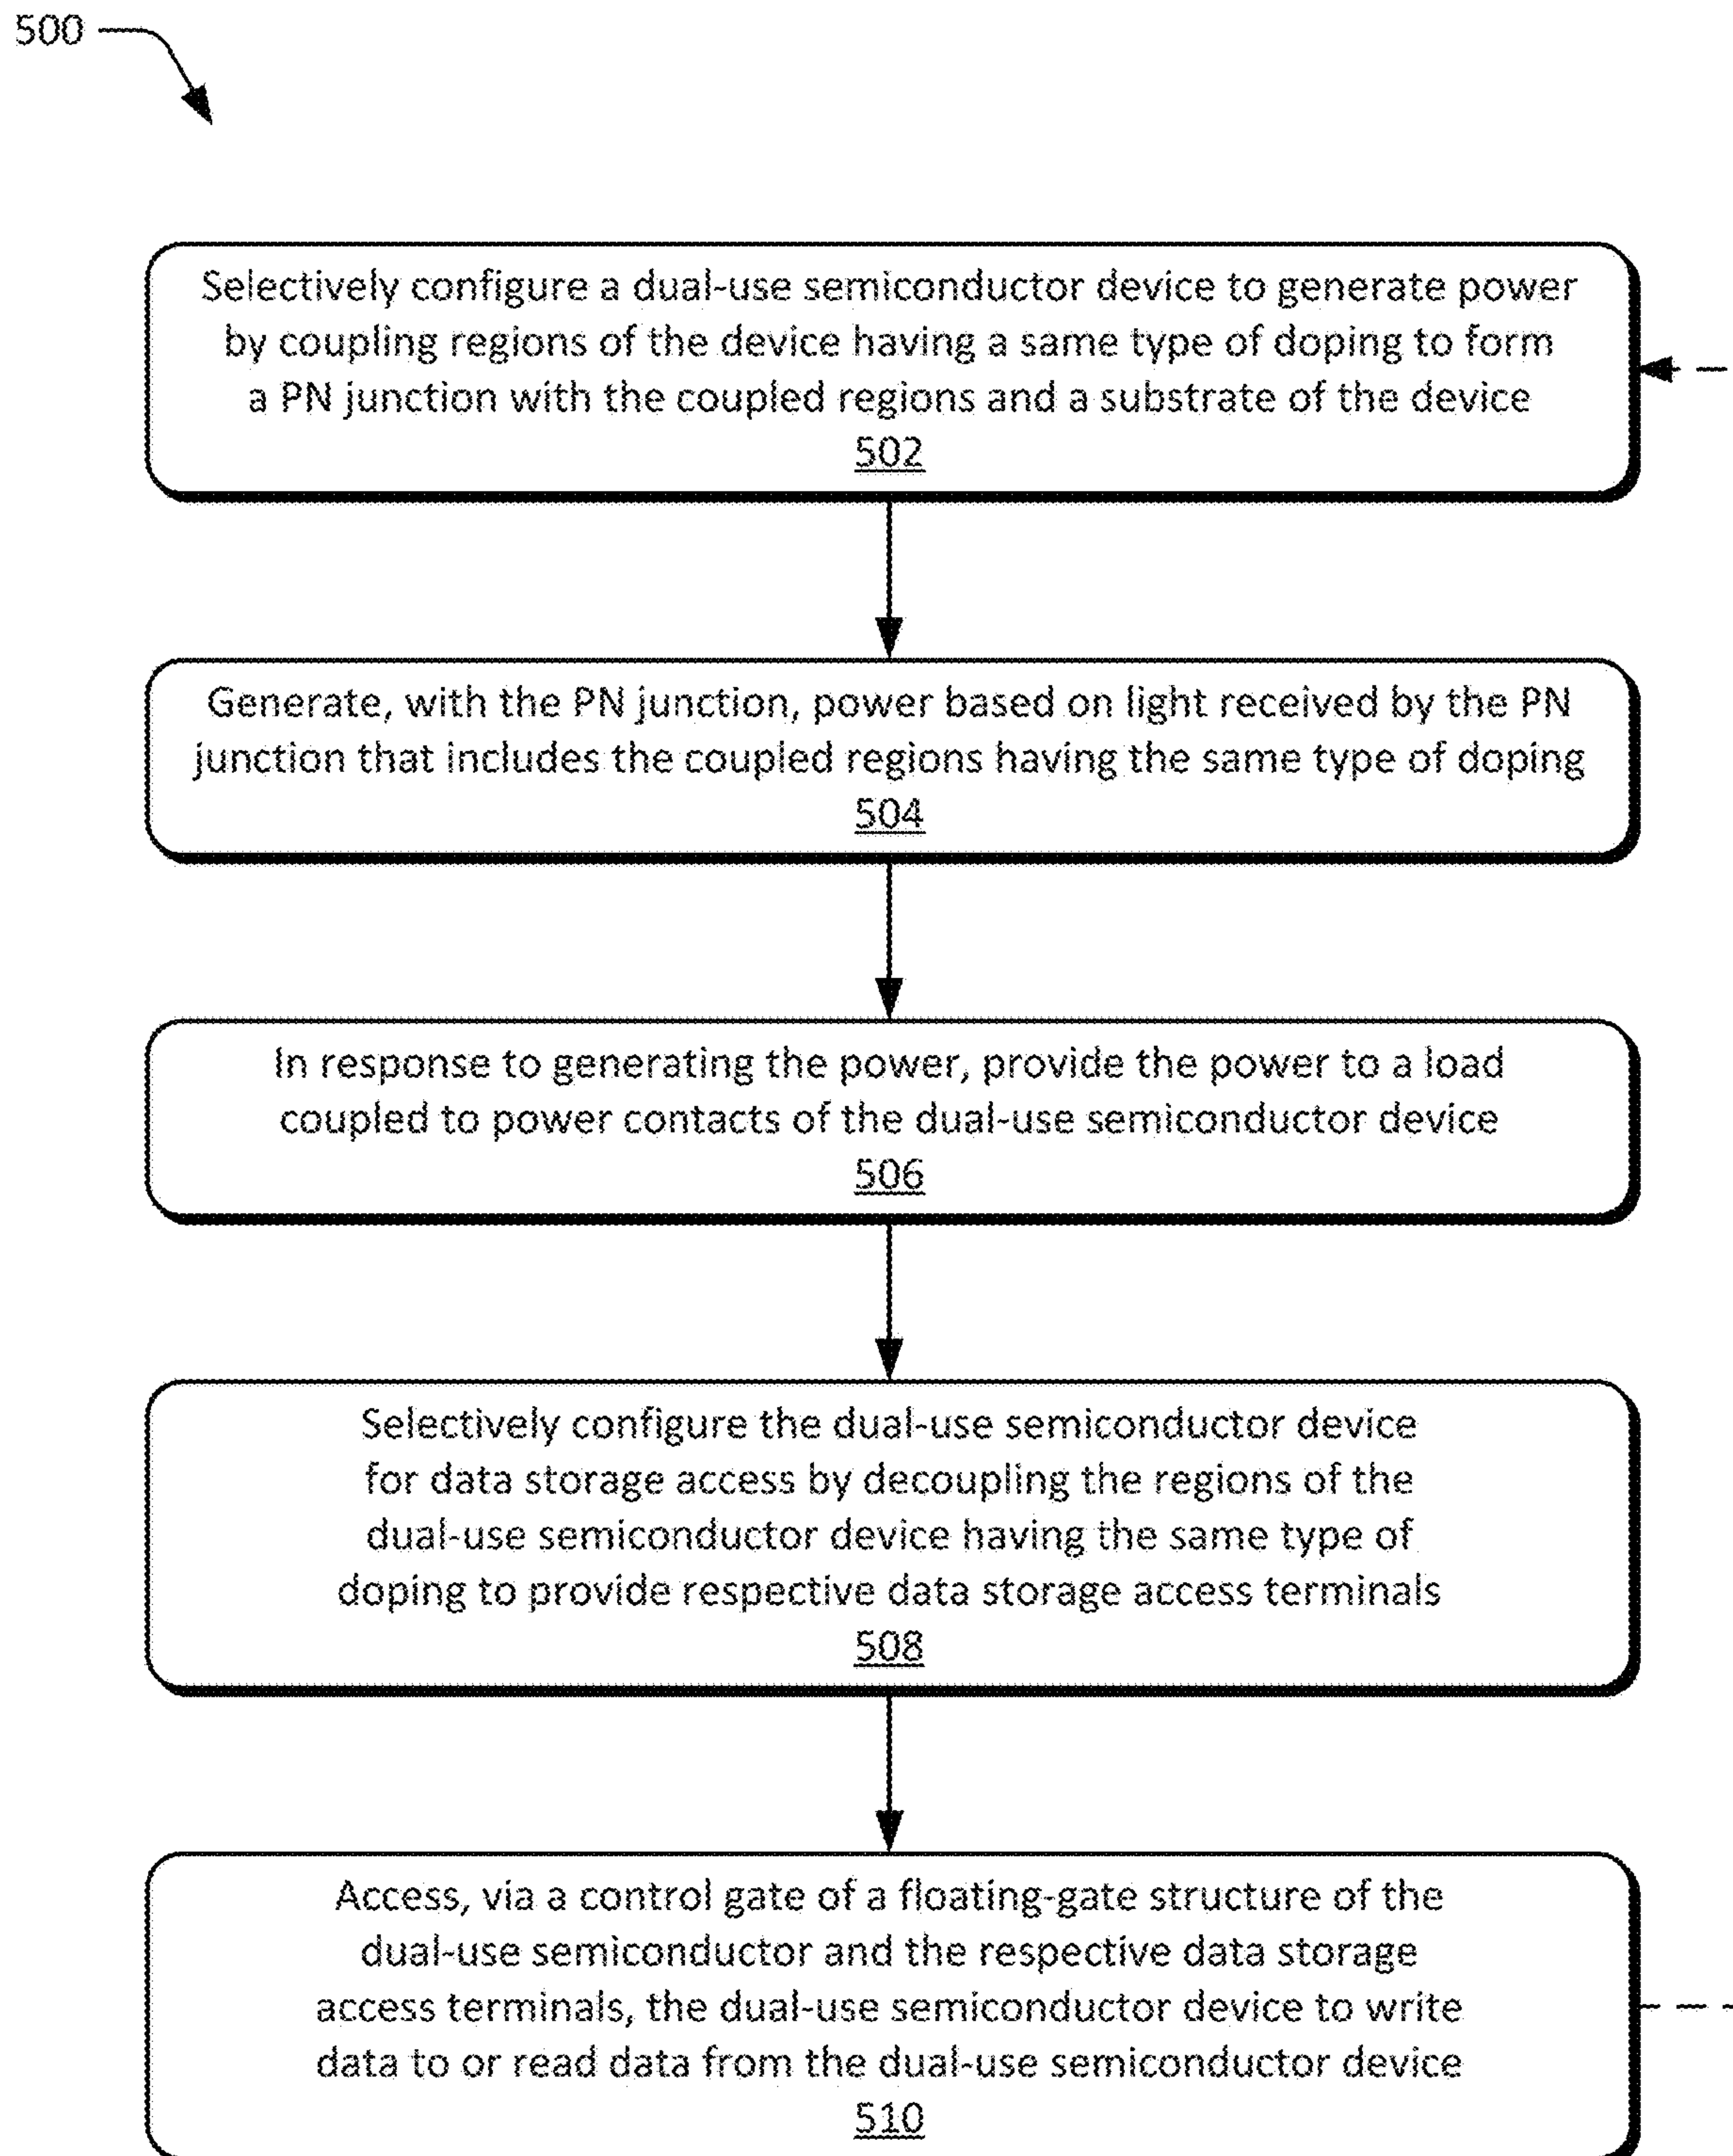 500
Selectively configure a dual-use semiconductor device to generate power
by coupling regions of the device having a same type of doping to form
a PN junction with the coupled regions and a substrate of the device
502
Generate, with the PN junction, power based on light received by the PN
junction that includes the coupled regions having the same type of doping
504
In response to generating the power, provide the power to a load
coupled to power contacts of the dual-use semiconductor device
506
Selectively configure the dual-use semiconductor device
for data storage access by decoupling the regions of the
dual-use semiconductor device having the same type of
doping to provide respective data storage access terminals
508
Access, via a control gate of a floating-gate structure of the
dual-use semiconductor and the respective data storage
access terminals, the dual-use semiconductor device to write
data to or read data from the dual-use semiconductor device
510